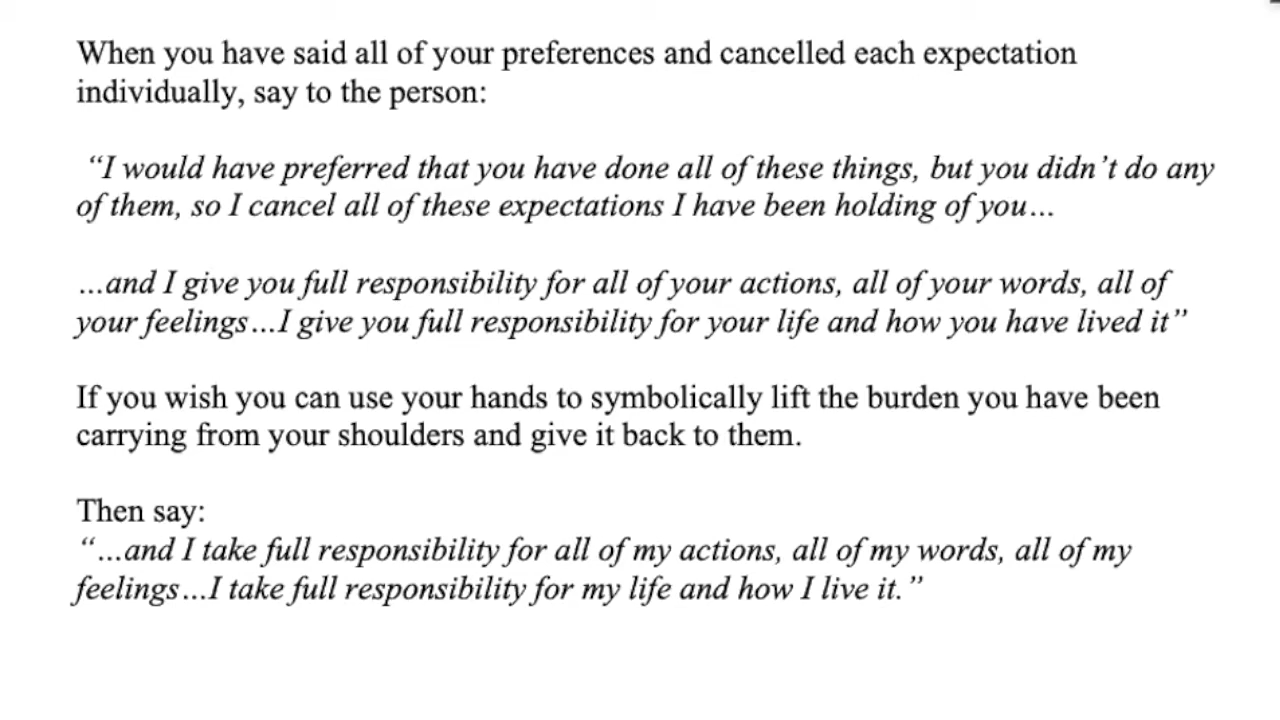 When you have said all of your preferences and cancelled each expectation
individually, say to the person:
“I would have preferred that you have done all of these things, but you didn’t do any
of them, so I cancel all of these expectations I have been holding of you…
…and I give you full responsibility for all of your actions, all of your words, all of
your feelings…I give you full responsibility for your life and how you have lived it”
If you wish you can use your hands to symbolically lift the burden you have been
carrying from your shoulders and give it back to them.
Then say:
“…and I take full responsibility for all of my actions, all of my words, all of my
feelings…I take full responsibility for my life and how I live it.”